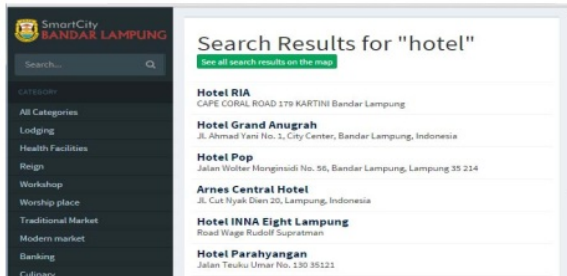 SmartCity
BANDAR LAMPUNG
Search...
CATEGORY
All Categories
Lodging
Health Facilities
Reign
Workshop
Worship place
Traditional Market
Modern market
Banking
Culinary
Search Results for "hotel"
See all search results on the map
Hotel RIA
CAPE CORAL ROAD 179 KARTINI Bandar Lampung
Hotel Grand Anugrah
Jl. Ahmad Yani No. 1, City Center, Bandar Lampung, Indonesia
Hotel Pop
Jalan Wolter Monginsidi No. 56, Bandar Lampung, Lampung 35 214
Arnes Central Hotel
Jl. Cut Nyak Dien 20, Lampung, Indonesia
Hotel INNA Eight Lampung
Road Wage Rudolf Supratman
Hotel Parahyangan
Jalan Teuku Umar No. 130 35121